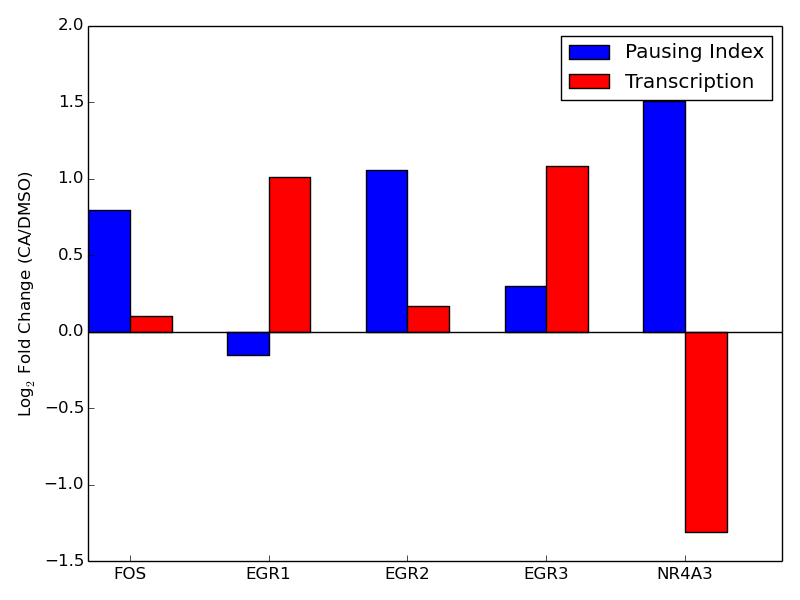 2.0
1.5
1.0
0.5
0.0
−0.5
−1.0
−1.5
Log₂ Fold Change (CA/DMSO)
Pausing Index
Transcription
FOS EGR1 EGR2 EGR3 NR4A3